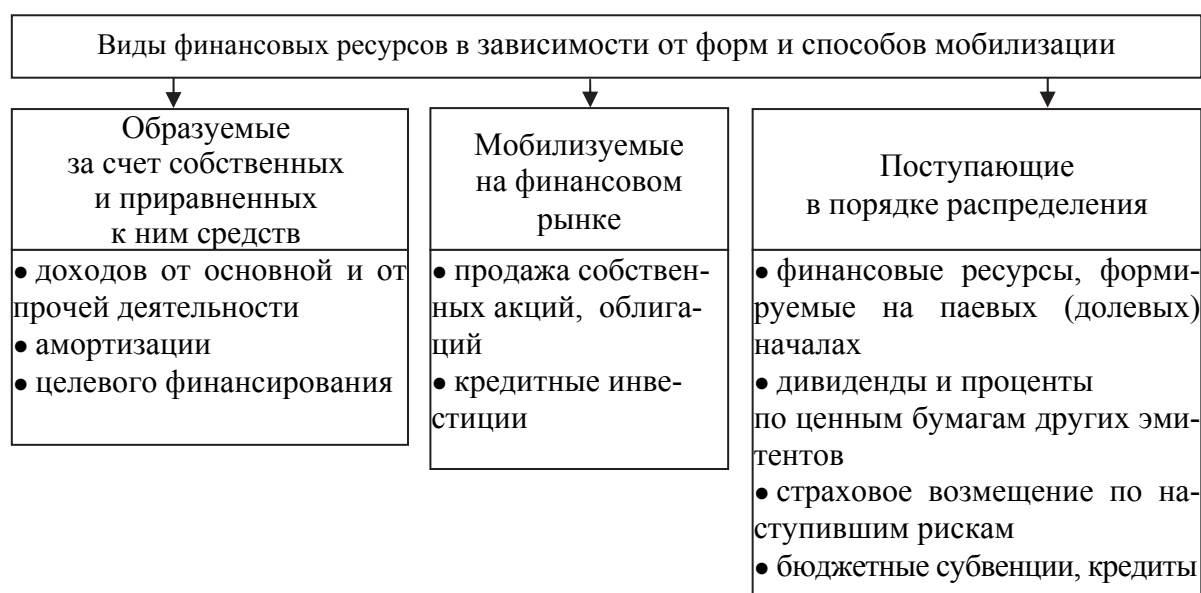 Виды финансовых ресурсов в зависимости от форм и способов мобилизации
Образуемые
за счет собственных
и приравненных
к ним средств
• доходов от основной и от
прочей деятельности
• амортизации
• целевого финансирования
Мобилизуемые
на финансовом
рынке
• продажа собствен-
ных акций, облига-
ций
• кредитные инве-
стиции
Поступающие
в порядке распределения
• финансовые ресурсы, форми-
руемые на паевых (долевых)
началах
• дивиденды и проценты
по ценным бумагам других эми-
тентов
• страховое возмещение по на-
ступившим рискам
• бюджетные субвенции, кредиты